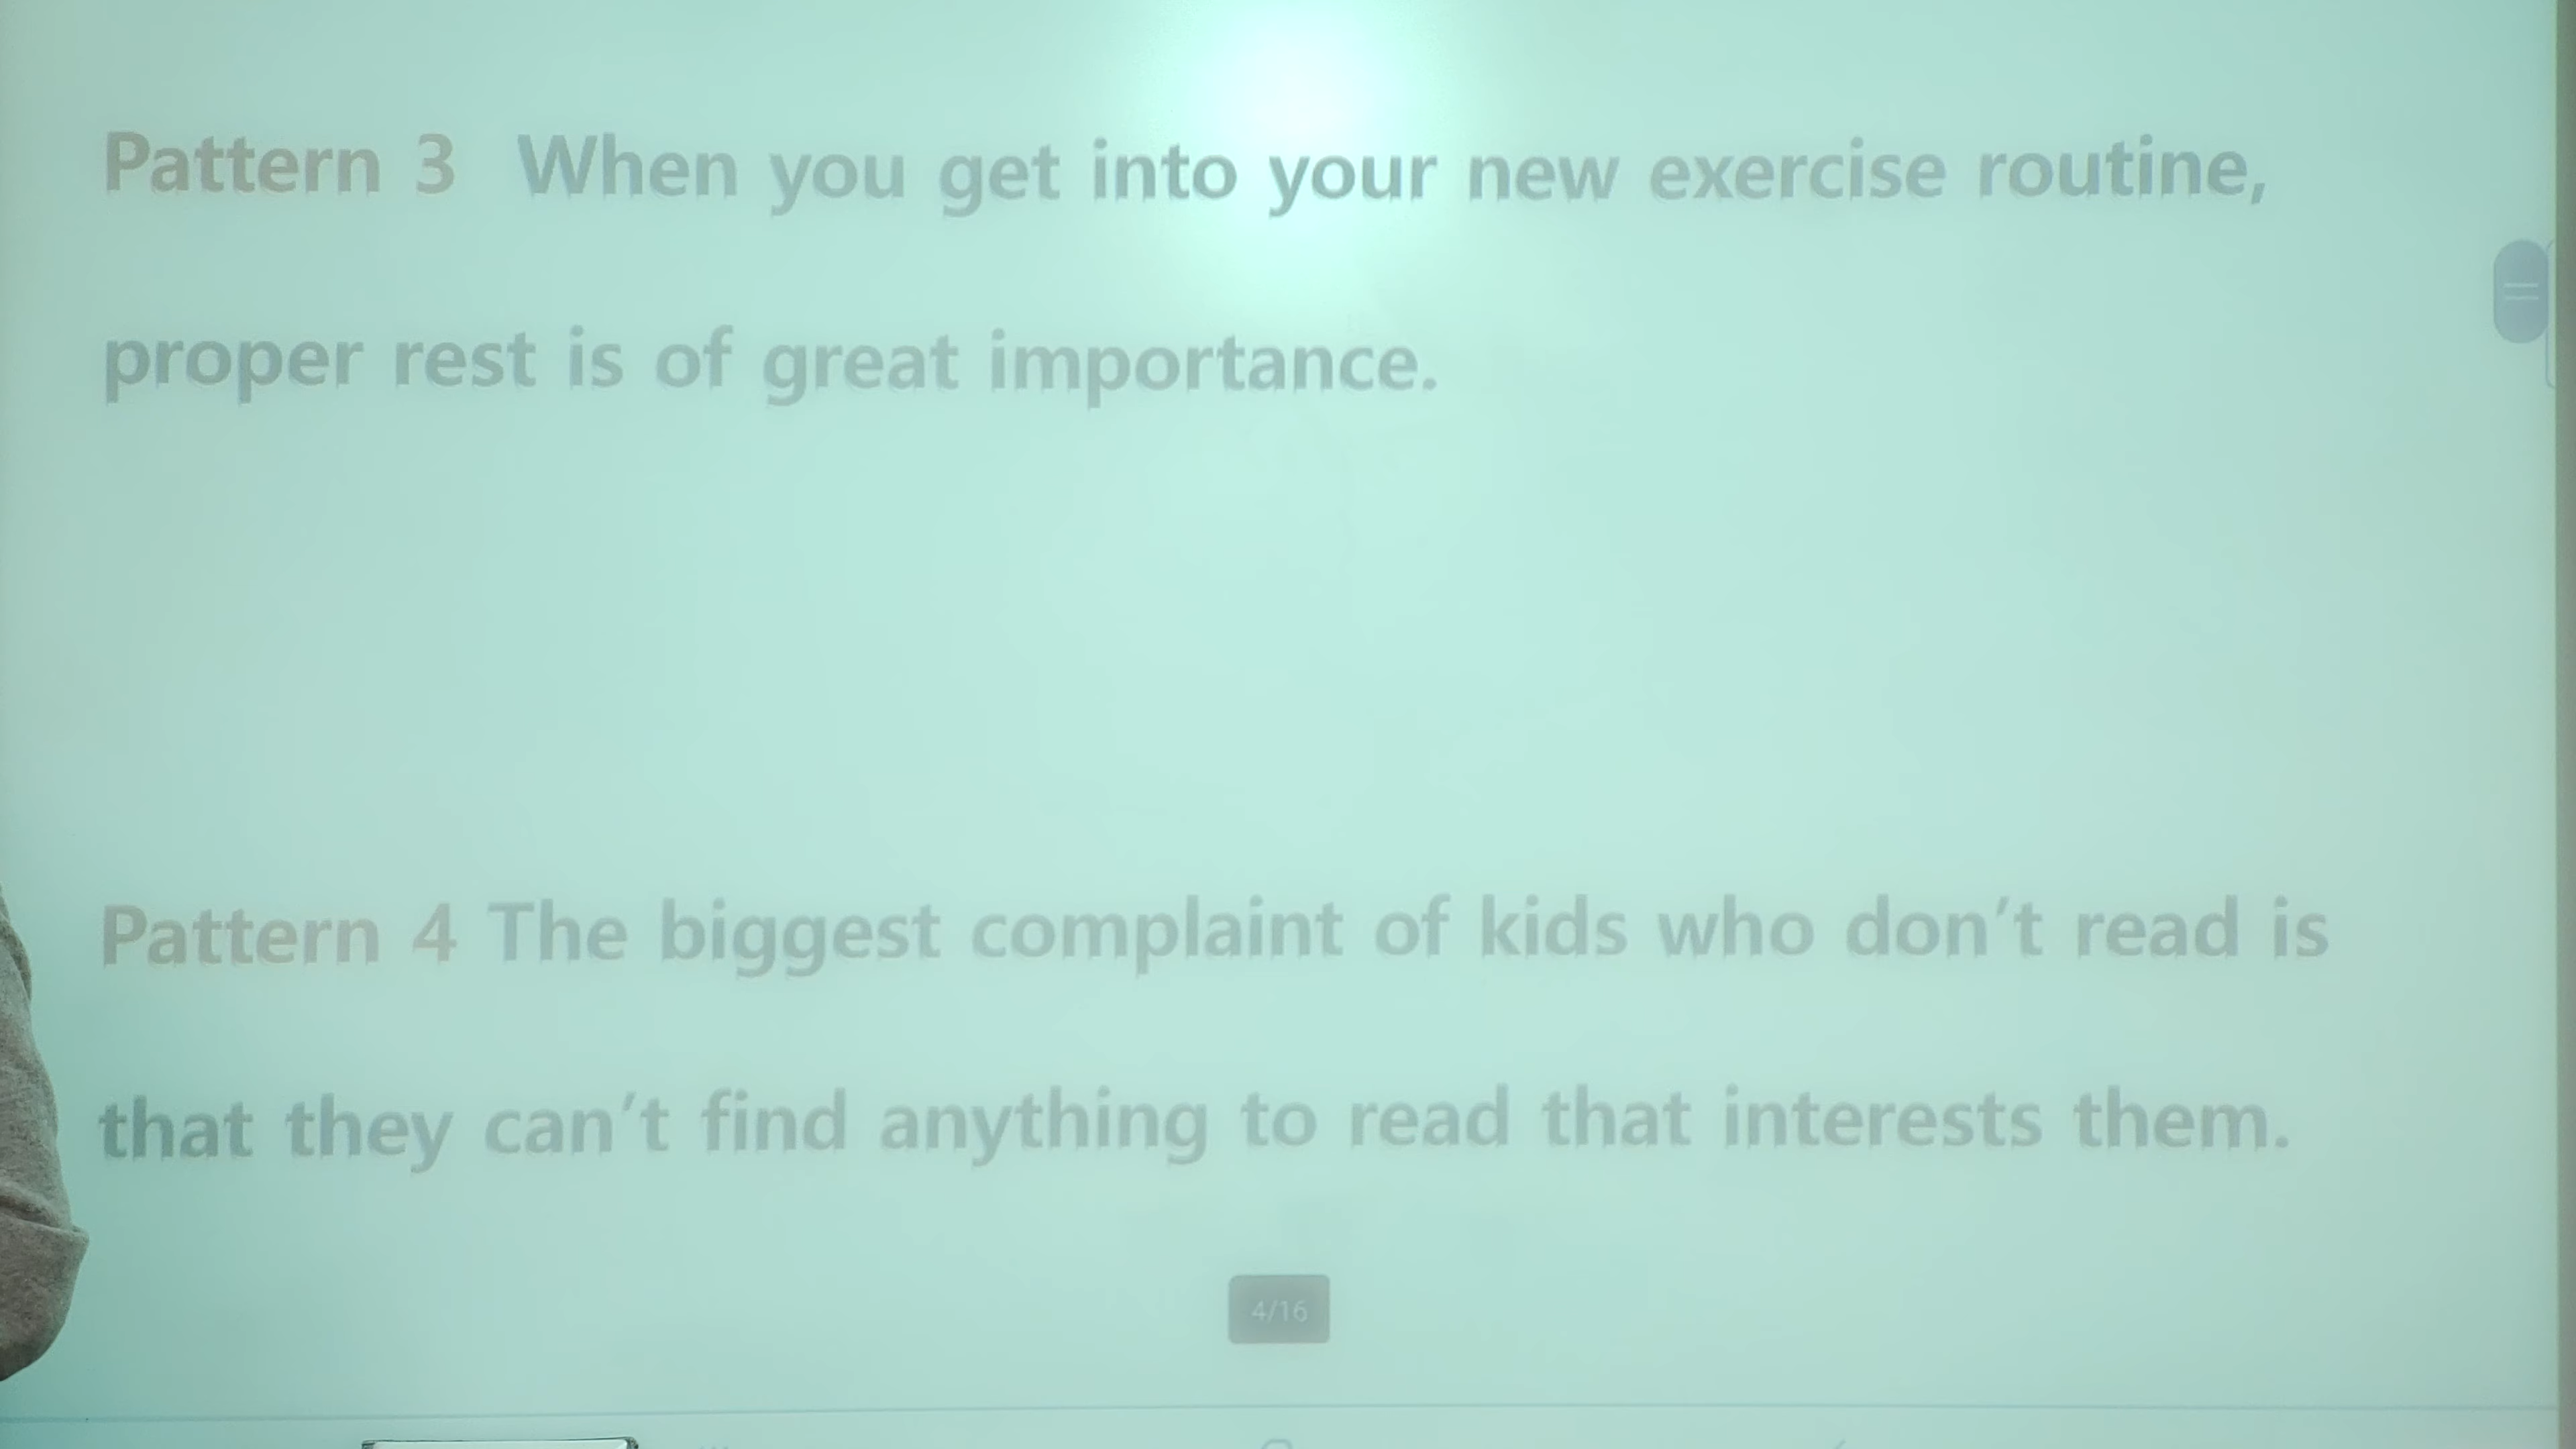 Pattern 3 When you get into your new exercise routine,
proper rest is of great importance.
Pattern 4 The biggest complaint of kids who don’t read is
that they can’t find anything to read that interests them.
4/16